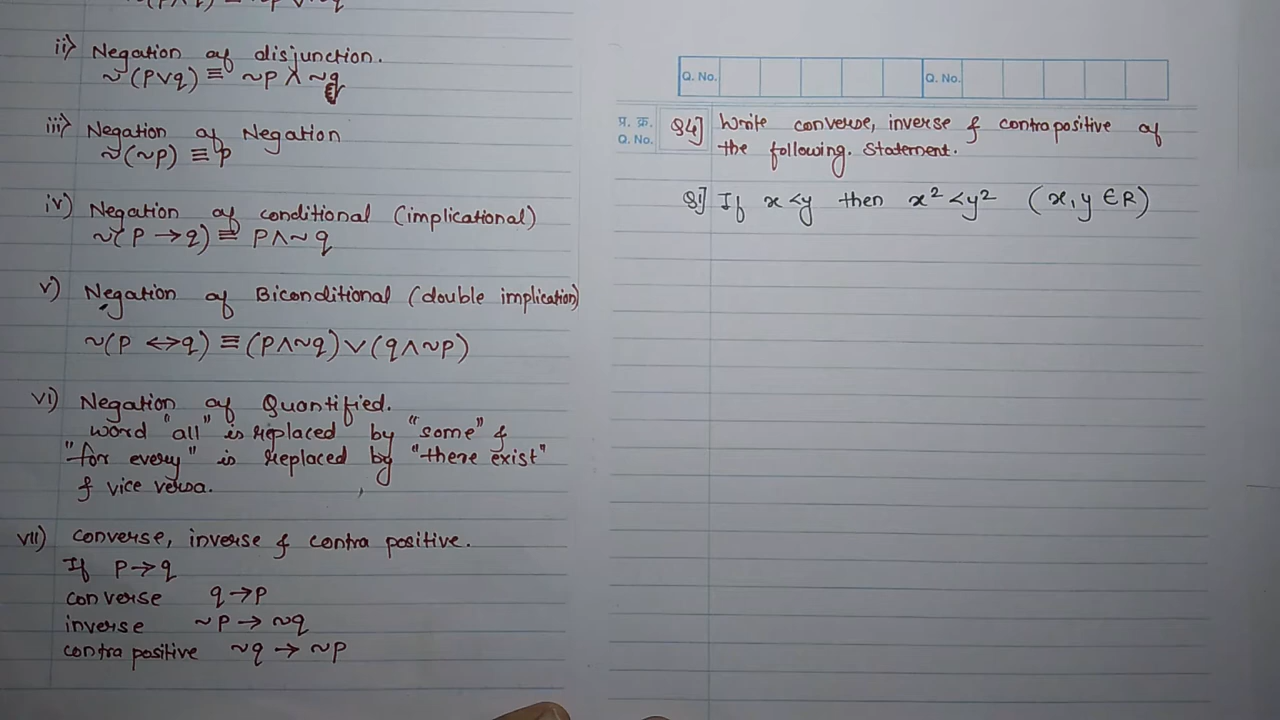 ~(p∧q) ≡ ~p ∨ ~q
ii) Negation of disjunction.
~(p∨q) ≡ ~p ∧ ~q
iii) Negation of Negation
~(~p) ≡ p
iv) Negation of conditional (implicational)
~(p → q) ≡ p ∧ ~ q
v) Negation of Biconditional (double implication)
~(p ↔ q) ≡ (p∧~q) ∨ (q∧~p)
vi) Negation of Quantified.
word "all" is replaced by "some" &
"for every" is replaced by "there exist"
& vice versa.
vii) converse, inverse & contra positive.
If p → q
converse q → p
inverse ~p → ~q
contra positive ~q → ~p
Q. No. Q. No.
प्र. क्र.
Q. No.
Q4] Write converse, inverse & contrapositive of
the following. Statement.
Q1] If x < y then x² < y² (x, y ∈ R)